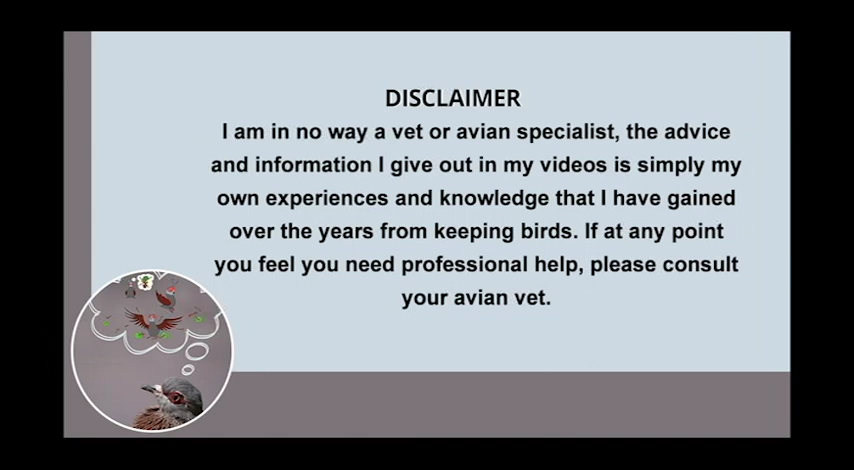 DISCLAIMER
I am in no way a vet or avian specialist, the advice
and information I give out in my videos is simply my
own experiences and knowledge that I have gained
over the years from keeping birds. If at any point
you feel you need professional help, please consult
your avian vet.